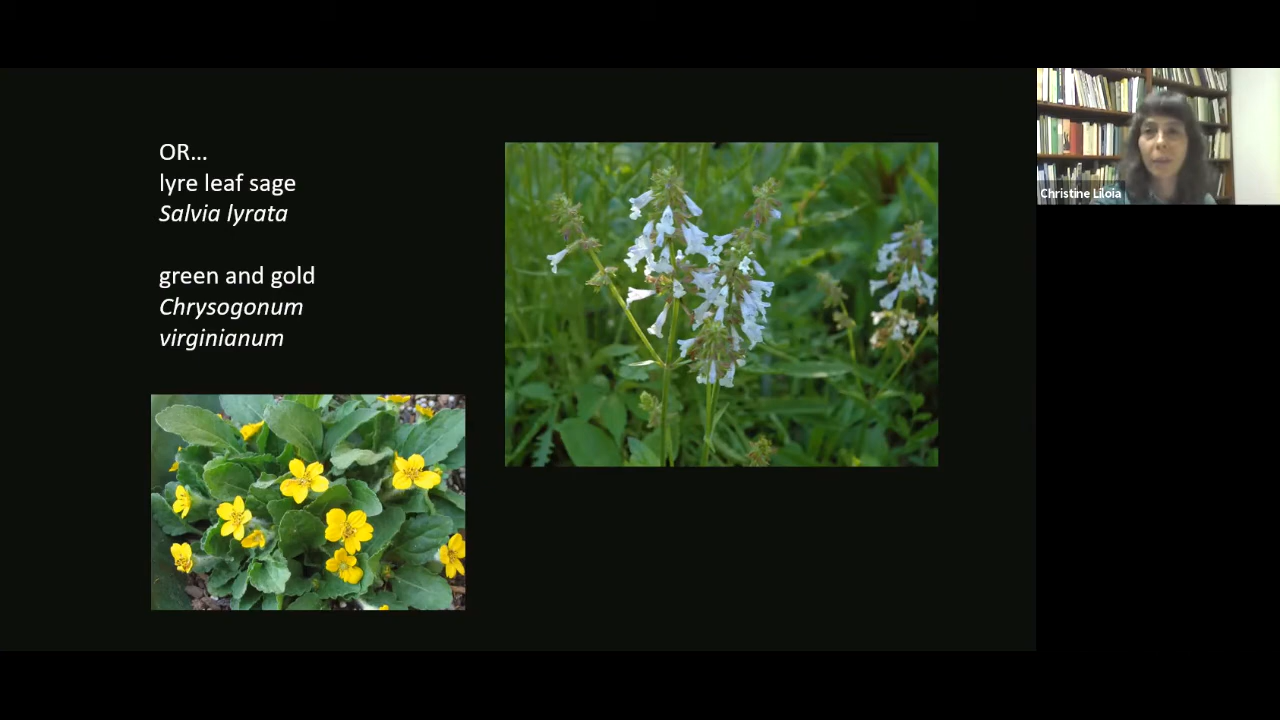 OR...
lyre leaf sage
Salvia lyrata
green and gold
Chrysogonum
virginianum
Christine Liloia